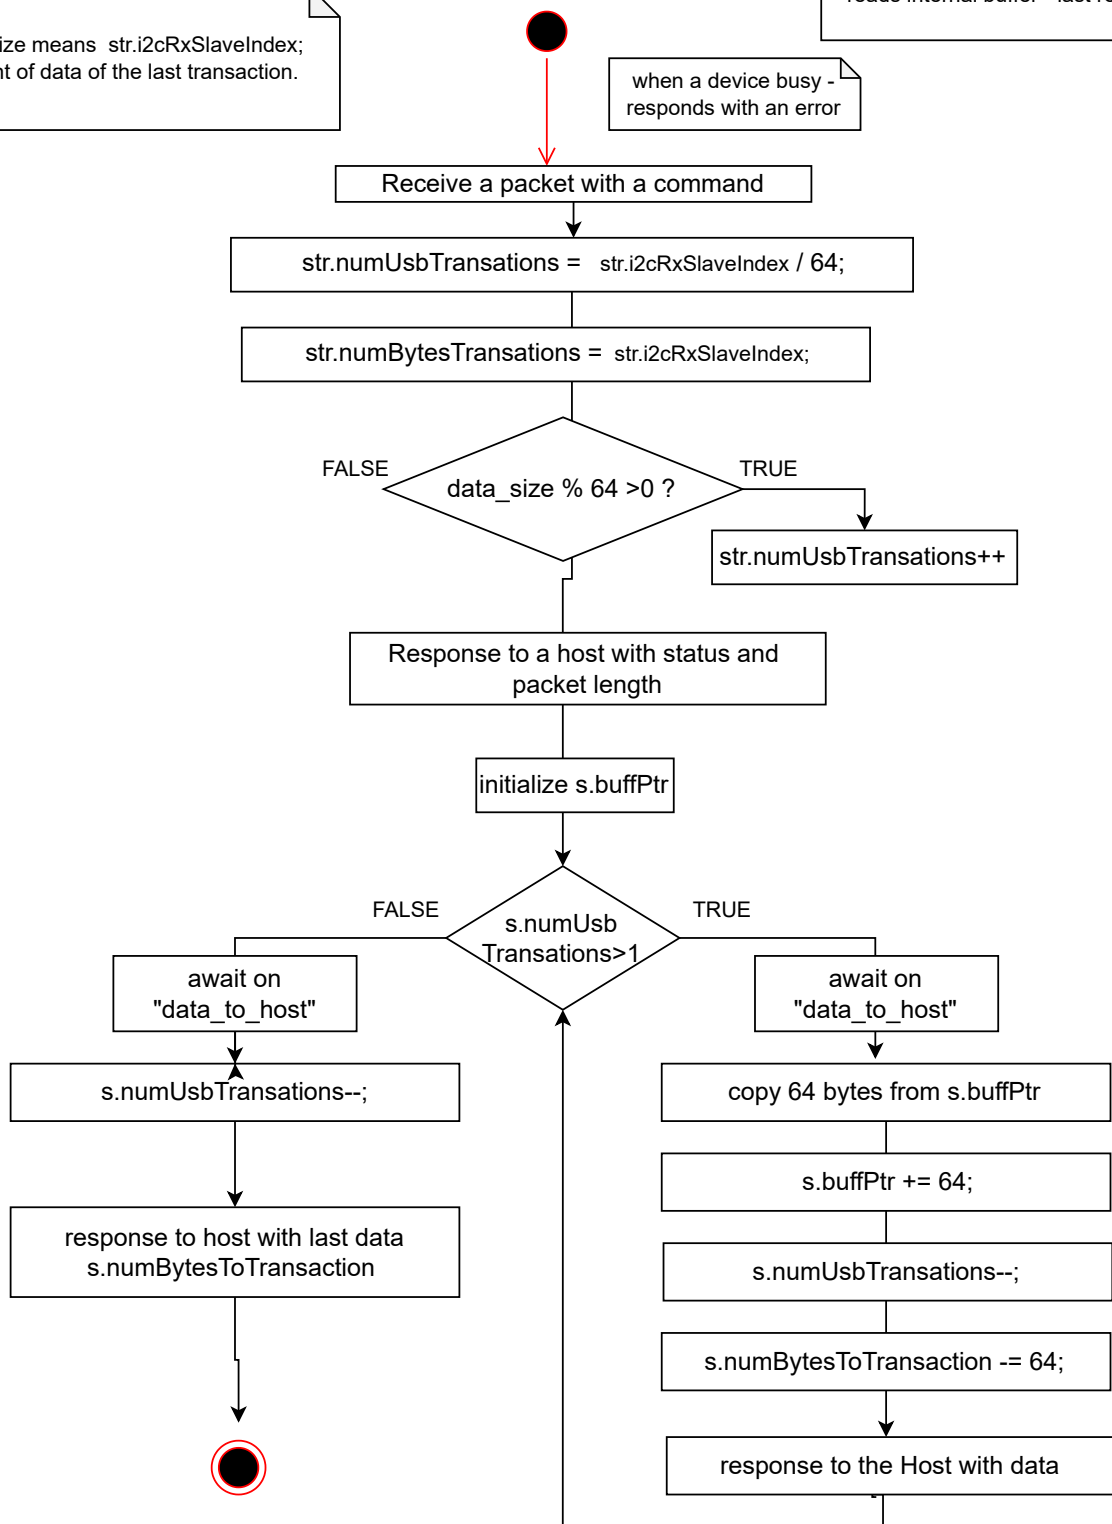 size means  str.i2cRxSlaveIndex;
of data of the last transaction.
when a device busy -
responds with an error
Receive a packet with a command
str.numUsbTransations =   str.i2cRxSlaveIndex / 64;
str.numBytesTransations =  str.i2cRxSlaveIndex;
FALSE
TRUE
data_size % 64 >0 ?
str.numUsbTransations++
Response to a host with status and
packet length
initialize s.buffPtr
FALSE
TRUE
s.numUsb
Transations>1
await on
"data_to_host"
await on
"data_to_host"
s.numUsbTransations--;
copy 64 bytes from s.buffPtr
s.buffPtr += 64;
response to host with last data
s.numBytesToTransaction
s.numUsbTransations--;
s.numBytesToTransaction -= 64;
response to the Host with data